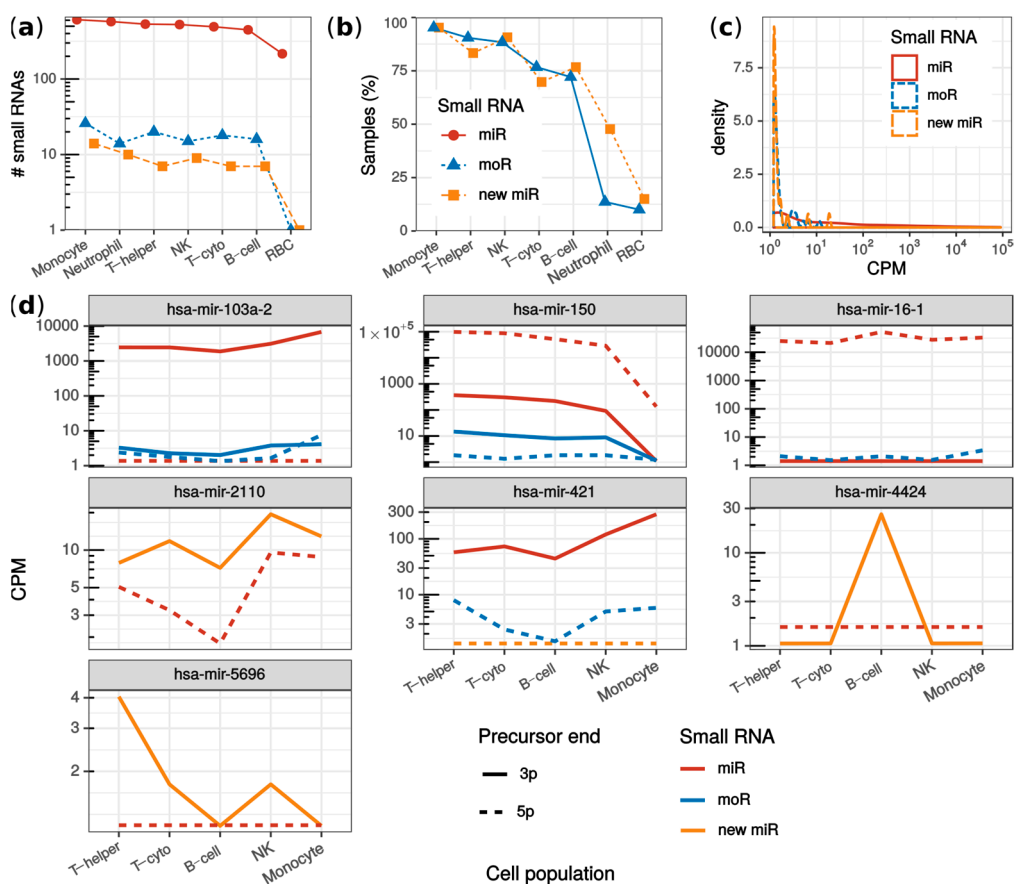 (a)
# small RNAs
100
10
1
Monocyte
Neutrophil
T−helper
NK
T−cyto
B−cell
RBC
(b)
Samples (%)
100
75
50
25
0
Small RNA
miR
moR
new miR
Monocyte
T−helper
NK
T−cyto
B−cell
Neutrophil
RBC
(c)
density
7.5
5.0
2.5
0.0
Small RNA
miR
moR
new miR
10^0
10^1
10^2
10^3
10^4
10^5
CPM
(d)
CPM
hsa-mir-103a-2
10000
1000
100
10
1
hsa-mir-150
1×10^+5
1000
10
hsa-mir-16-1
10000
1000
100
10
1
hsa-mir-2110
10
5
3
hsa-mir-421
300
100
50
30
10
5
3
T−helper
T−cyto
B−cell
NK
Monocyte
hsa-mir-4424
30
10
3
1
T−helper
T−cyto
B−cell
NK
Monocyte
hsa-mir-5696
4
3
2
T−helper
T−cyto
B−cell
NK
Monocyte
Precursor end
3p
5p
Small RNA
miR
moR
new miR
Cell population